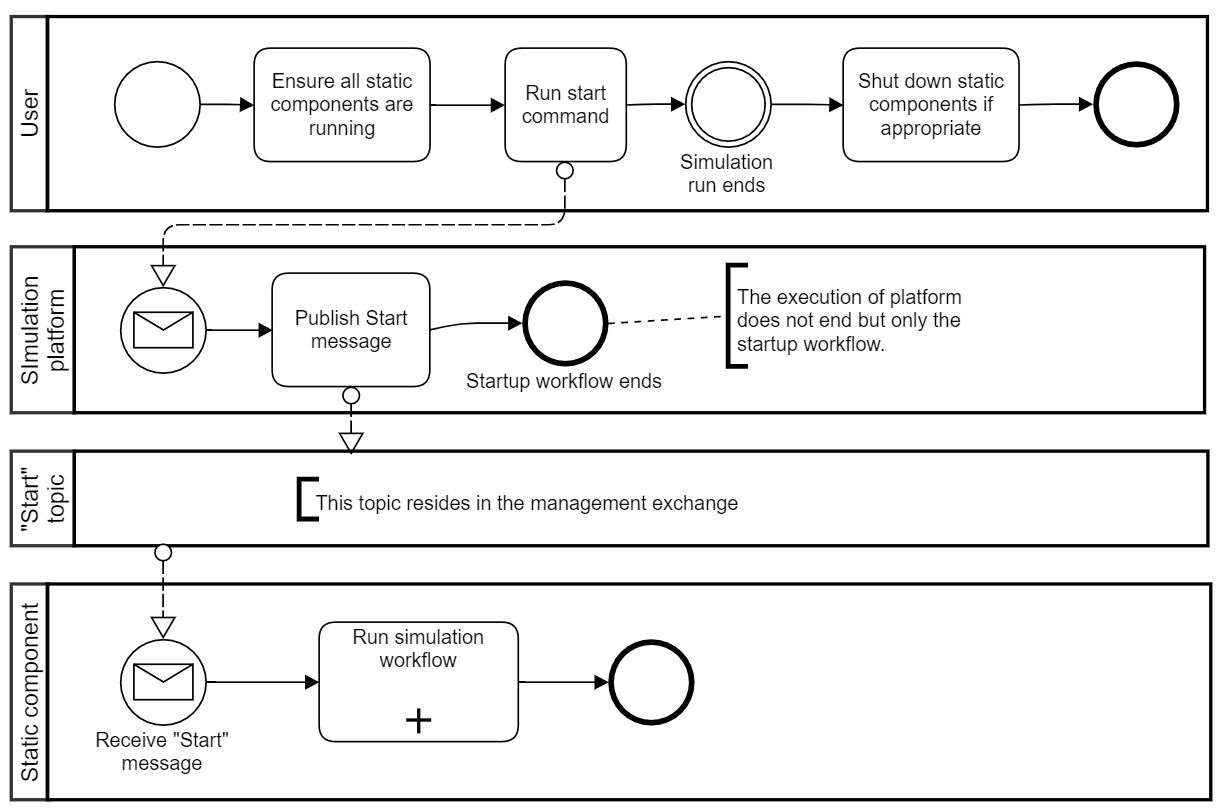 User
Ensure all static
components are
running
Run start
command
Simulation
run ends
Shut down static
components if
appropriate
SImulation
platform
Publish Start
message
Startup workflow ends
The execution of platform
does not end but only the
startup workflow.
"Start"
topic
This topic resides in the management exchange
Static component
Receive "Start"
message
Run simulation
workflow